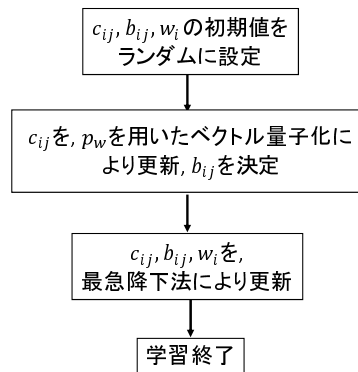 c_{ij}, b_{ij}, w_iの初期値を
ランダムに設定
c_{ij}を, p_wを用いたベクトル量子化に
より更新, b_{ij}を決定
c_{ij}, b_{ij}, w_iを,
最急降下法により更新
学習終了